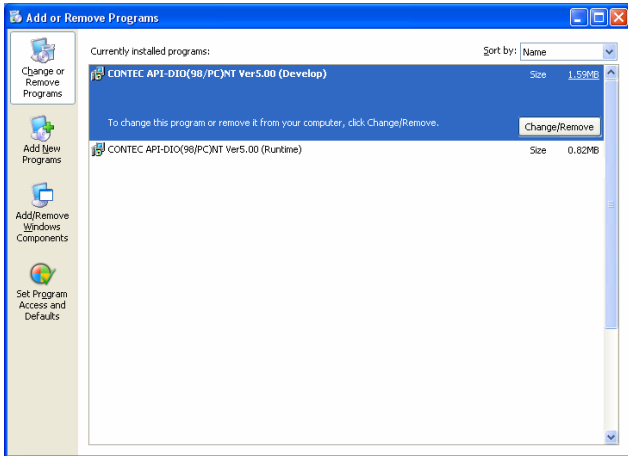 Add or Remove Programs
Change or
Remove
Programs
Add New
Programs
Add/Remove
Windows
Components
Set Program
Access and
Defaults
Currently installed programs:
Sort by: Name
CONTEC API-DIO(98/PC)NT Ver5.00 (Develop) Size 1.59MB
To change this program or remove it from your computer, click Change/Remove. Change/Remove
CONTEC API-DIO(98/PC)NT Ver5.00 (Runtime) Size 0.82MB